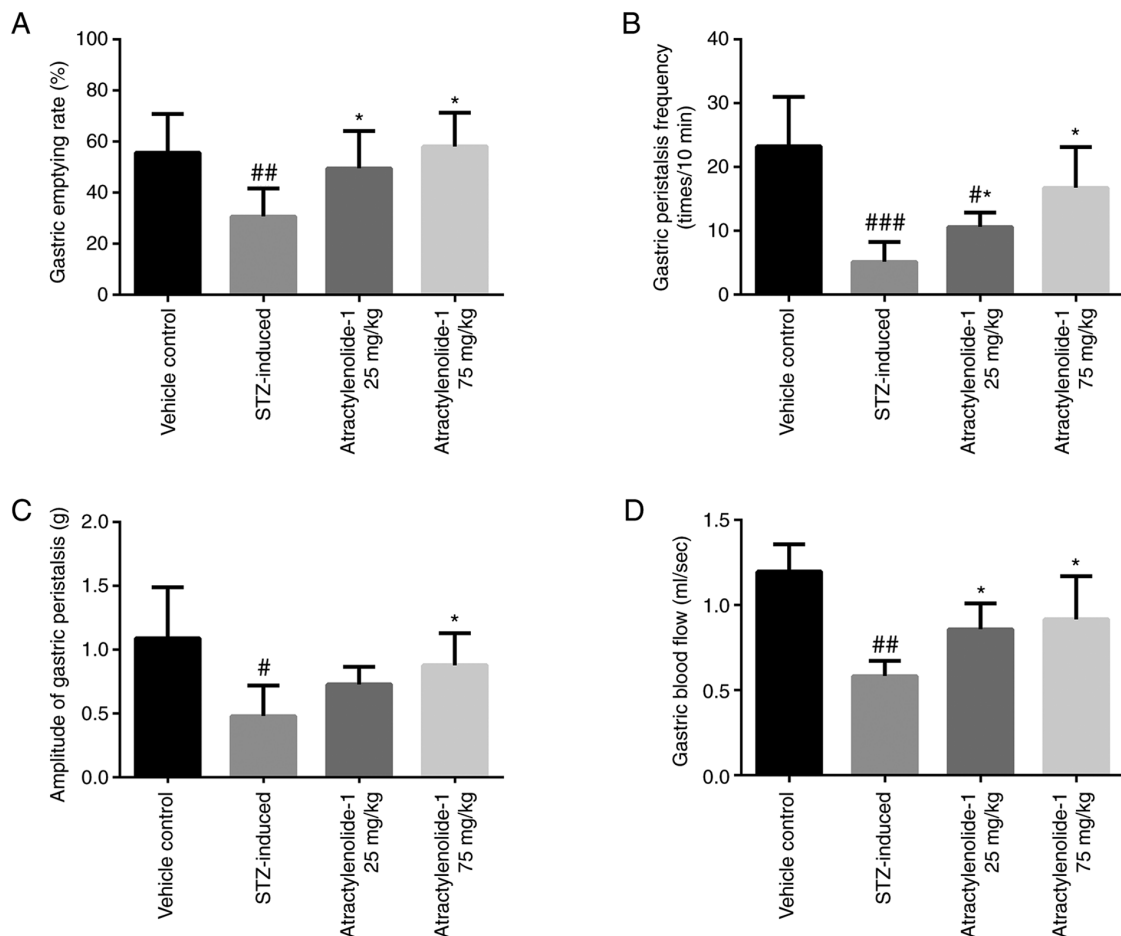 A
Gastric emptying rate (%)
100
80
60
40
20
0
##
*
*
Vehicle control
STZ-induced
Atractylenolide-1
25 mg/kg
Atractylenolide-1
75 mg/kg
B
Gastric peristalsis frequency
(times/10 min)
40
30
20
10
0
###
#*
*
Vehicle control
STZ-induced
Atractylenolide-1
25 mg/kg
Atractylenolide-1
75 mg/kg
C
Amplitude of gastric peristalsis (g)
2.0
1.5
1.0
0.5
0.0
#
*
Vehicle control
STZ-induced
Atractylenolide-1
25 mg/kg
Atractylenolide-1
75 mg/kg
D
Gastric blood flow (ml/sec)
1.5
1.0
0.5
0.0
##
*
*
Vehicle control
STZ-induced
Atractylenolide-1
25 mg/kg
Atractylenolide-1
75 mg/kg